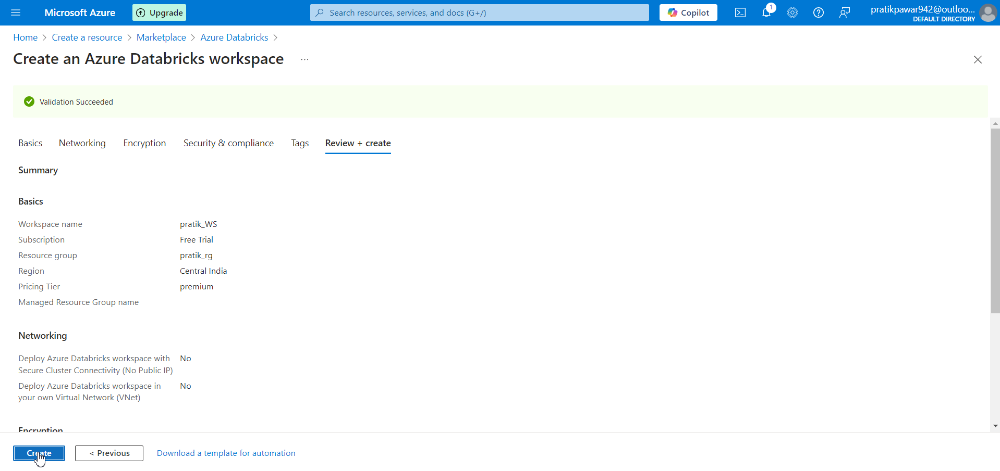 Microsoft Azure
Upgrade
Search resources, services, and docs (G+/)
Copilot
1
pratikpawar942@outloo...
DEFAULT DIRECTORY
Home > Create a resource > Marketplace > Azure Databricks >
Create an Azure Databricks workspace ...
Validation Succeeded
Basics Networking Encryption Security & compliance Tags Review + create
Summary
Basics
Workspace name pratik_WS
Subscription Free Trial
Resource group pratik_rg
Region Central India
Pricing Tier premium
Managed Resource Group name
Networking
Deploy Azure Databricks workspace with No
Secure Cluster Connectivity (No Public IP)
Deploy Azure Databricks workspace in No
your own Virtual Network (VNet)
Encryption
Create
< Previous
Download a template for automation